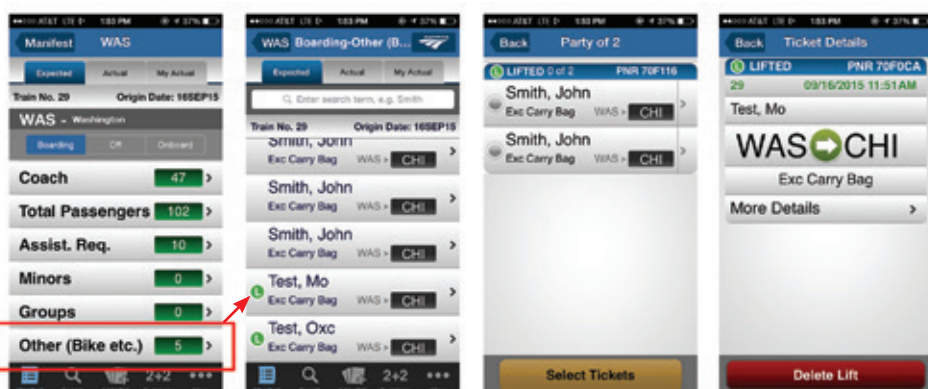 AT&T LTE 1:53 PM 37%
Manifest WAS
Expected Actual My Actual
Train No. 29 Origin Date: 16SEP15
WAS - Washington
Boarding Off Onboard
Coach 47
Total Passengers 102
Assist. Req. 10
Minors 0
Groups 0
Other (Bike etc.) 5
2+2
AT&T LTE 1:53 PM 37%
WAS Boarding-Other (B...
Expected Actual My Actual
Enter search term, e.g. Smith
Train No. 29 Origin Date: 16SEP15
Smith, John
Exc Carry Bag WAS > CHI
Smith, John
Exc Carry Bag WAS > CHI
Smith, John
Exc Carry Bag WAS > CHI
L Test, Mo
Exc Carry Bag WAS > CHI
L Test, Oxc
Exc Carry Bag WAS > CHI
2+2
AT&T LTE 1:53 PM 37%
Back Party of 2
L LIFTED 0 of 2 PNR 70F116
Smith, John
Exc Carry Bag WAS > CHI
Smith, John
Exc Carry Bag WAS > CHI
Select Tickets
AT&T LTE 1:53 PM 37%
Back Ticket Details
L LIFTED PNR 70F0CA
29 09/16/2015 11:51AM
Test, Mo
WAS CHI
Exc Carry Bag
More Details
Delete Lift